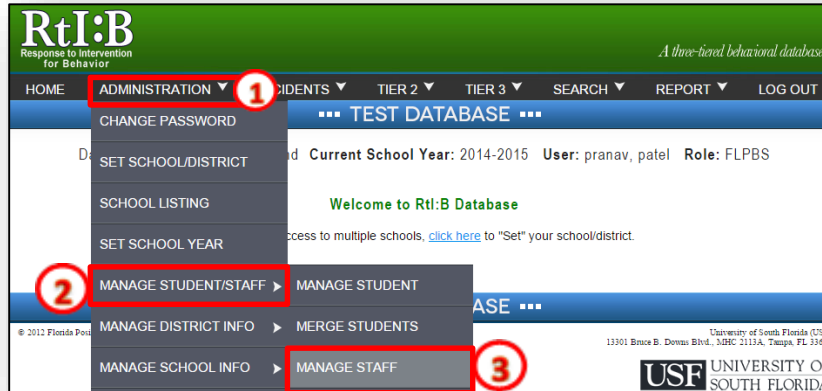 RtI:B
Response to Intervention
for Behavior
A three-tiered behavioral database
HOME ADMINISTRATION ▼ 1 CIDENTS ▼ TIER 2 ▼ TIER 3 ▼ SEARCH ▼ REPORT ▼ LOG OUT
CHANGE PASSWORD
TEST DATABASE
SET SCHOOL/DISTRICT
Current School Year: 2014-2015 User: pranav, patel Role: FLPBS
SCHOOL LISTING
Welcome to RtI:B Database
SET SCHOOL YEAR
ccess to multiple schools, click here to "Set" your school/district.
2 MANAGE STUDENT/STAFF MANAGE STUDENT
ASE
MANAGE DISTRICT INFO MERGE STUDENTS
© 2012 Florida Posi
University of South Florida (US
13301 Bruce B. Downs Blvd., MHC 2113A, Tampa, FL 336
MANAGE SCHOOL INFO MANAGE STAFF 3
USF UNIVERSITY O
SOUTH FLORIDA